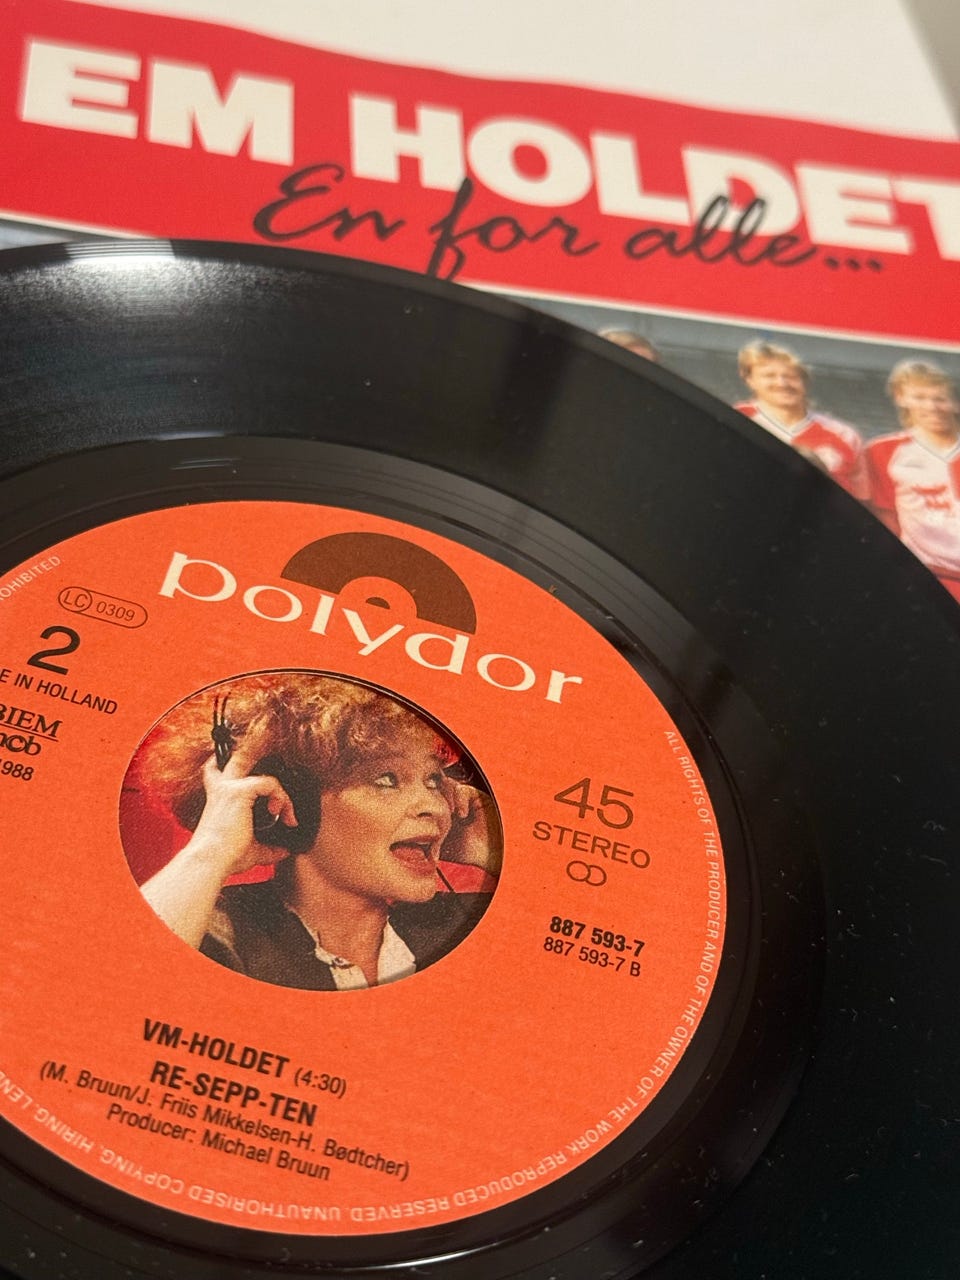 EM HOLDET
En for alle...
polydor
LC 0309
2
IN HOLLAND
BIEM
ncb
1988
45
STEREO
887 593-7
887 593-7 B
VM-HOLDET (4:30)
RE-SEPP-TEN
(M. Bruun/J. Friis Mikkelsen-H. Bødtcher)
Producer: Michael Bruun
ALL RIGHTS OF THE PRODUCER AND OF THE OWNER OF THE WORK REPRODUCED RESERVED. UNAUTHORISED COPYING, HIRING,